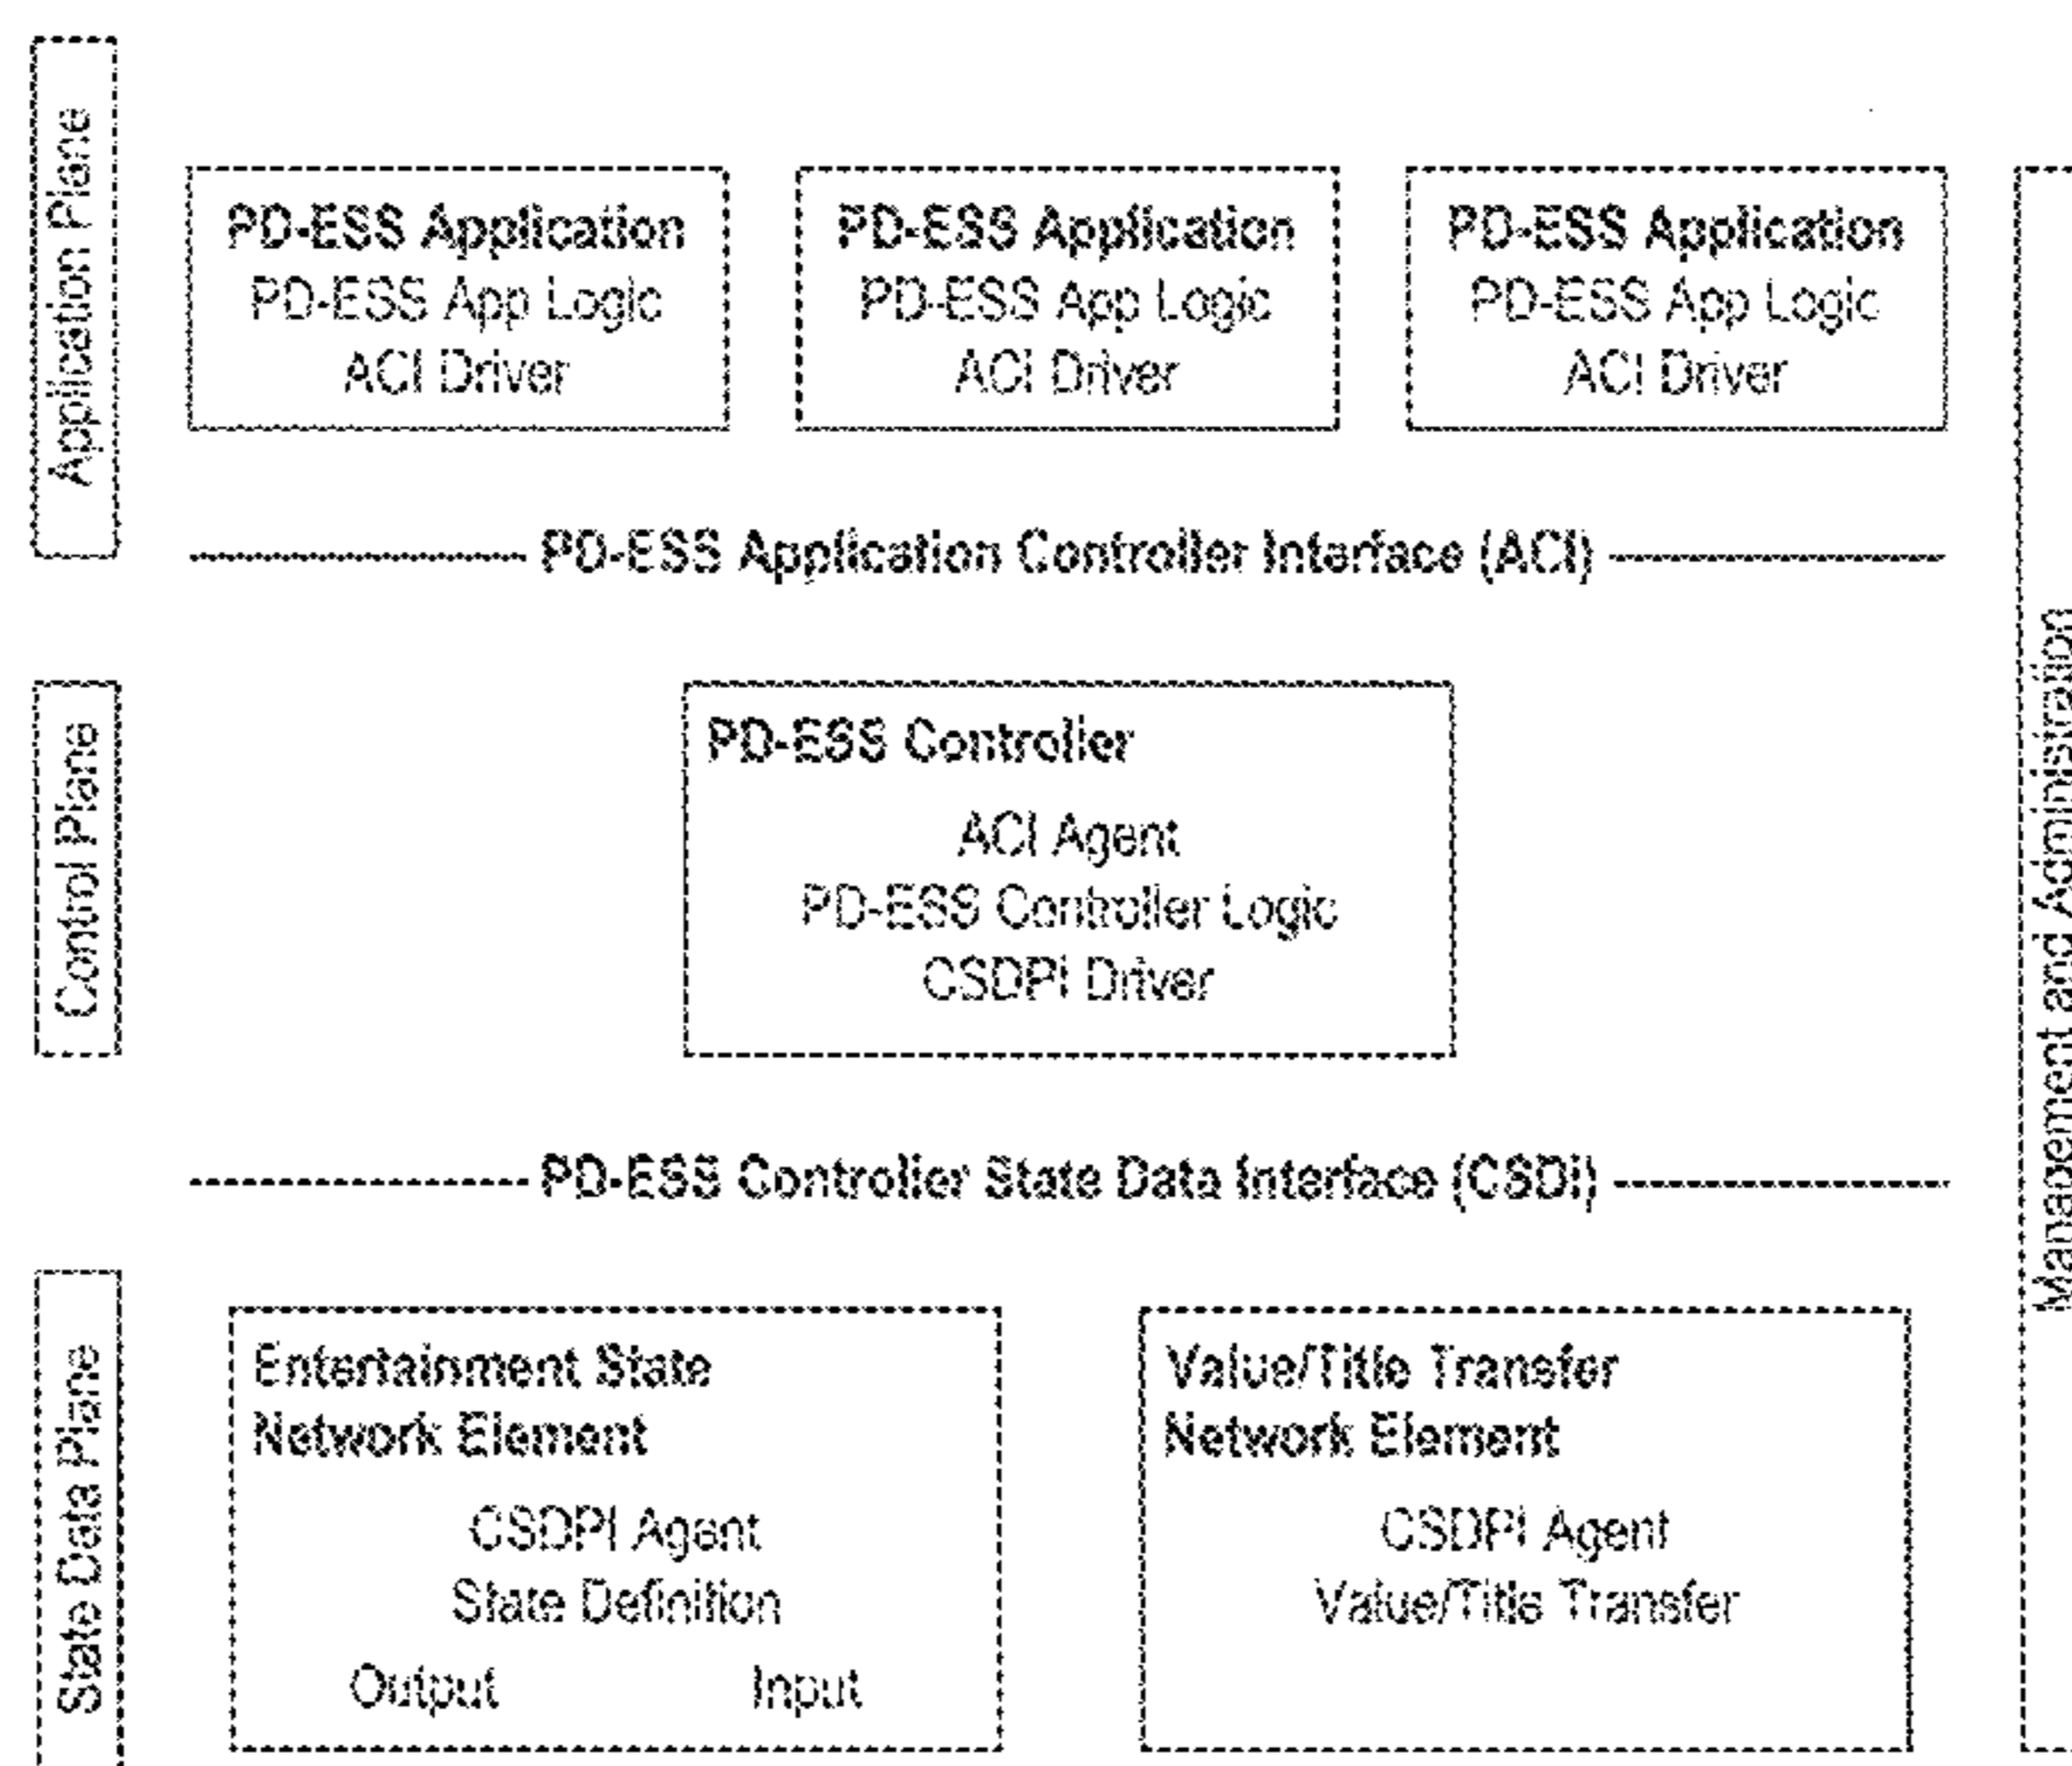 Application Plane
PD-ESS Application
PD-ESS App Logic
ACI Driver
PD-ESS Application
PD-ESS App Logic
ACI Driver
PD-ESS Application
PD-ESS App Logic
ACI Driver
PD-ESS Application Controller Interface (ACI)
Control Plane
PD-ESS Controller
ACI Agent
PD-ESS Controller Logic
CSDPI Driver
PD-ESS Controller State Data Interface (CSDI)
State Data Plane
Entertainment State
Network Element
CSDPI Agent
State Definition
Output Input
Value/Title Transfer
Network Element
CSDPI Agent
Value/Title Transfer
Management and Administration